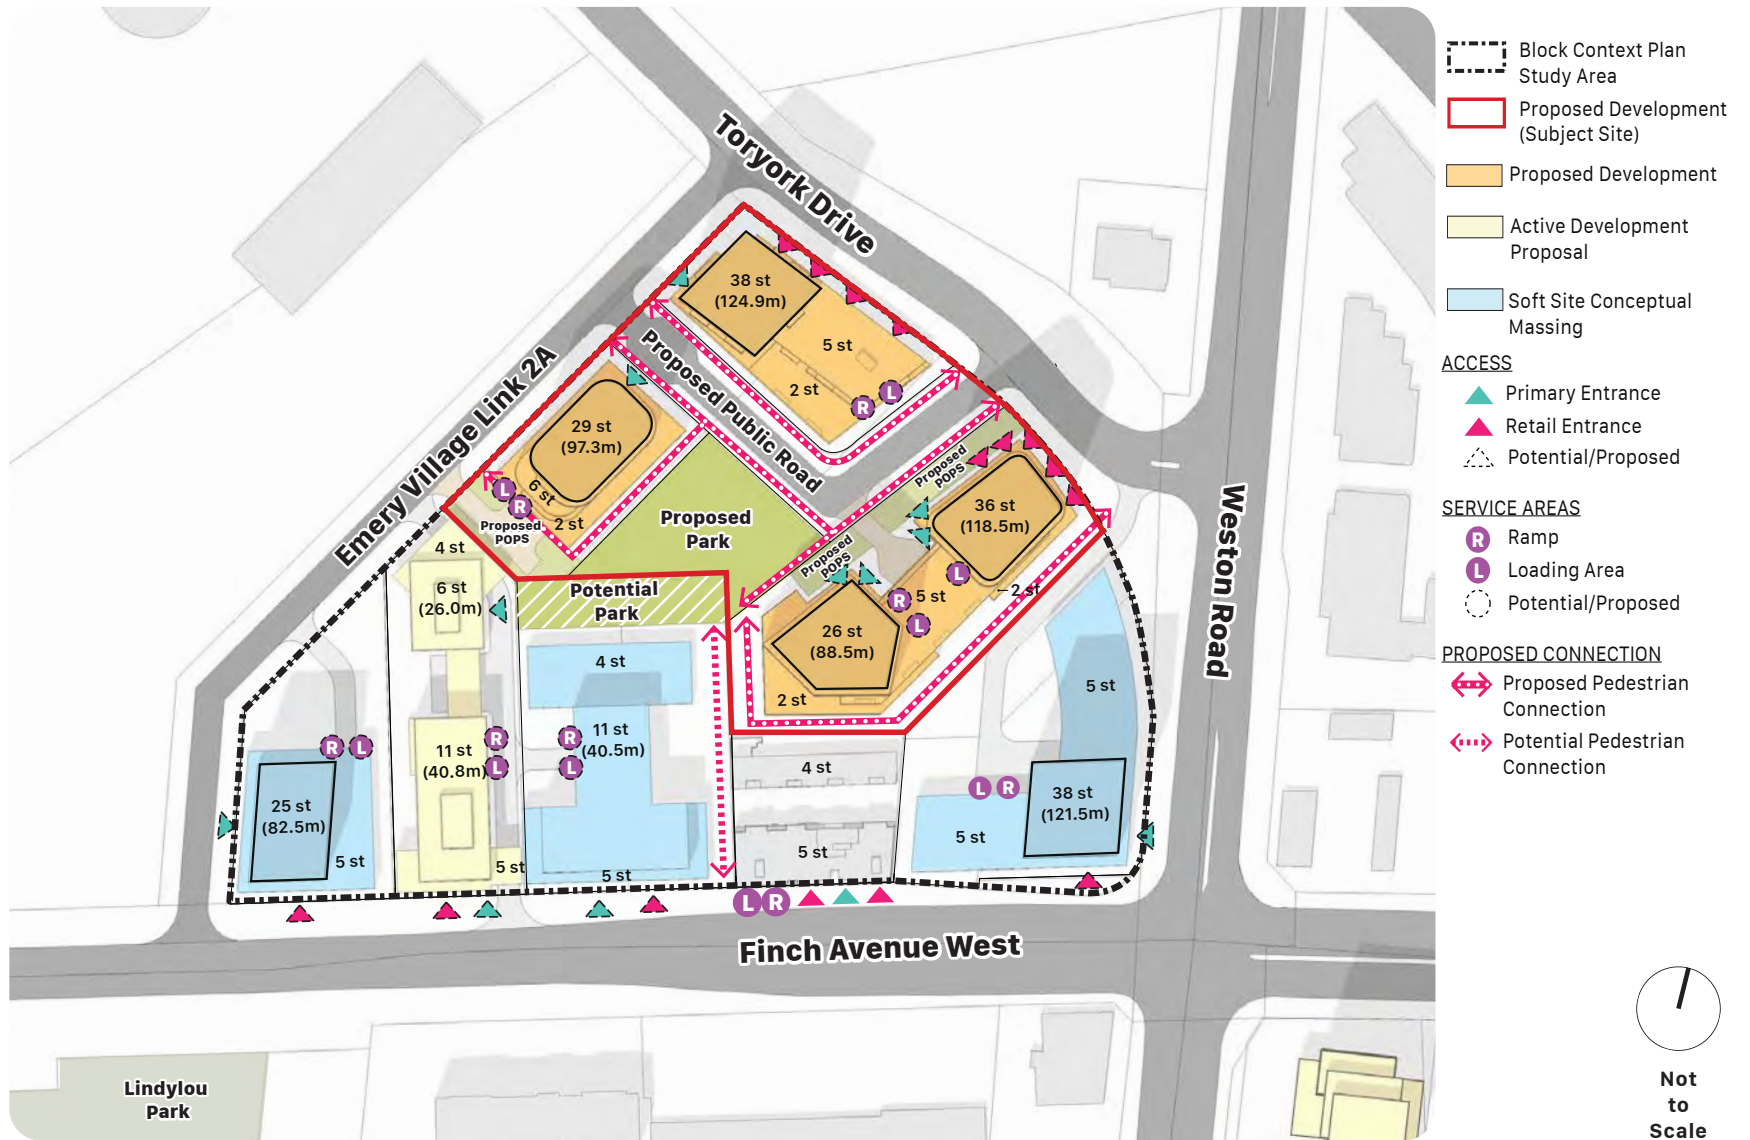 Toryork Drive
38 st
(124.9m)
5 st
2 st
L
R
Proposed Public Road
Emery Village Link 2A
29 st
(97.3m)
6 st
2 st
L
R
Proposed
POPS
Proposed
Park
Proposed
POPS
Proposed
POPS
36 st
(118.5m)
L
R
5 st
L
2 st
26 st
(88.5m)
2 st
Potential
Park
4 st
6 st
(26.0m)
11 st
(40.8m)
R
L
5 st
4 st
11 st
(40.5m)
R
L
5 st
R
L
25 st
(82.5m)
5 st
4 st
5 st
5 st
L
R
38 st
(121.5m)
5 st
L
R
Weston Road
Finch Avenue West
Lindylou
Park
Block Context Plan
Study Area
Proposed Development
(Subject Site)
Proposed Development
Active Development
Proposal
Soft Site Conceptual
Massing
ACCESS
Primary Entrance
Retail Entrance
Potential/Proposed
SERVICE AREAS
R Ramp
L Loading Area
Potential/Proposed
PROPOSED CONNECTION
Proposed Pedestrian
Connection
Potential Pedestrian
Connection
Not
to
Scale